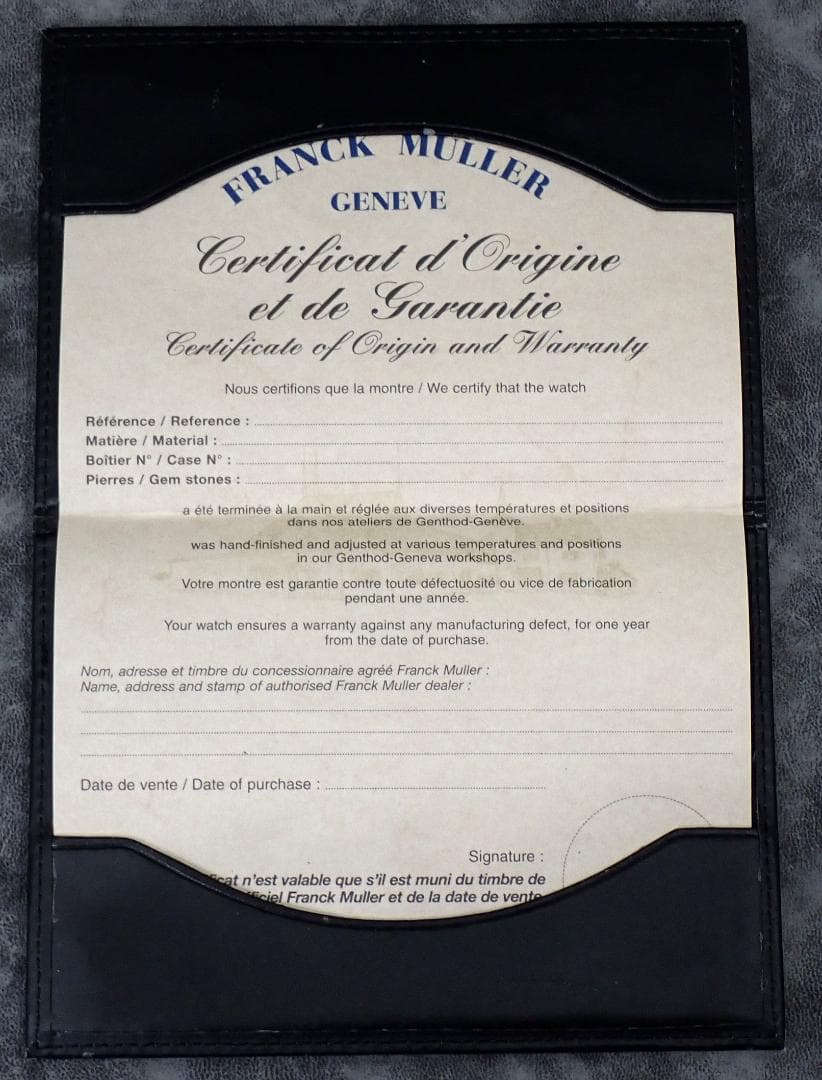 FRANCK MULLER
GENEVE
Certificat d'Origine
et de Garantie
Certificate of Origin and Warranty
Nous certifions que la montre / We certify that the watch
Référence / Reference :
Matière / Material :
Boîtier N° / Case N° :
Pierres / Gem stones :
a été terminée à la main et réglée aux diverses températures et positions
dans nos ateliers de Genthod-Genève.
was hand-finished and adjusted at various temperatures and positions
in our Genthod-Geneva workshops.
Votre montre est garantie contre toute défectuosité ou vice de fabrication
pendant une année.
Your watch ensures a warranty against any manufacturing defect, for one year
from the date of purchase.
Nom, adresse et timbre du concessionnaire agréé Franck Muller :
Name, address and stamp of authorised Franck Muller dealer :
Date de vente / Date of purchase :
Signature :
n'est valable que s'il est muni du timbre de
Franck Muller et de la date de vente